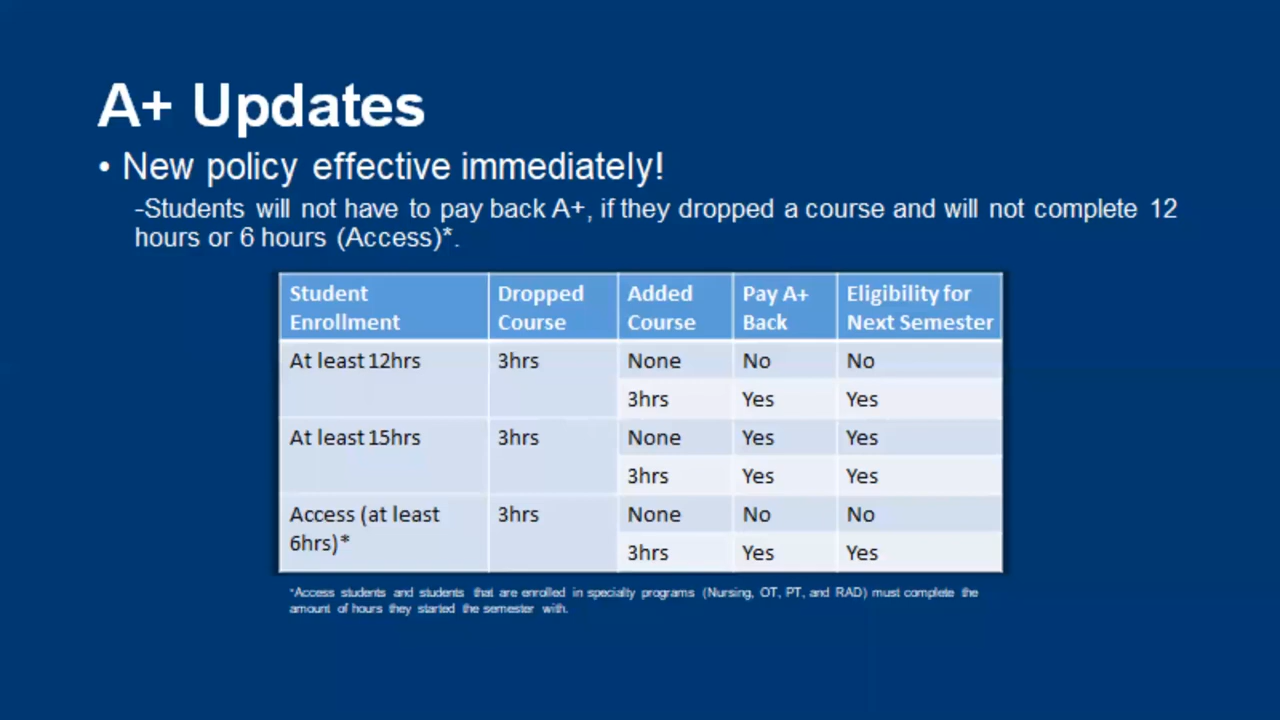 A+ Updates
• New policy effective immediately!
-Students will not have to pay back A+, if they dropped a course and will not complete 12
hours or 6 hours (Access)*.
Student Enrollment | Dropped Course | Added Course | Pay A+ Back | Eligibility for Next Semester
At least 12hrs | 3hrs | None | No | No
3hrs | Yes | Yes
At least 15hrs | 3hrs | None | Yes | Yes
3hrs | Yes | Yes
Access (at least 6hrs)* | 3hrs | None | No | No
3hrs | Yes | Yes
*Access students and students that are enrolled in specialty programs (Nursing, OT, PT, and RAD) must complete the
amount of hours they started the semester with.